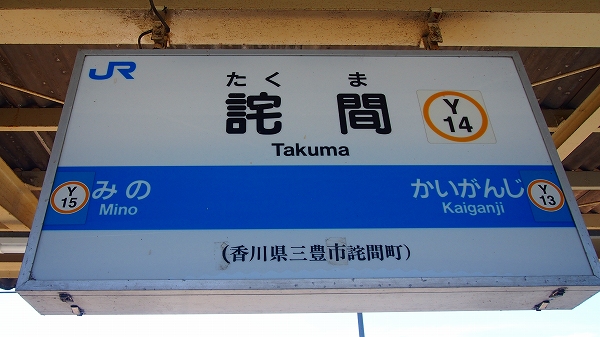 JR
たくま
詫間
Takuma
Y
14
Y
15
みの
Mino
かいがんじ
Kaiganji
Y
13
(香川県三豊市詫間町)